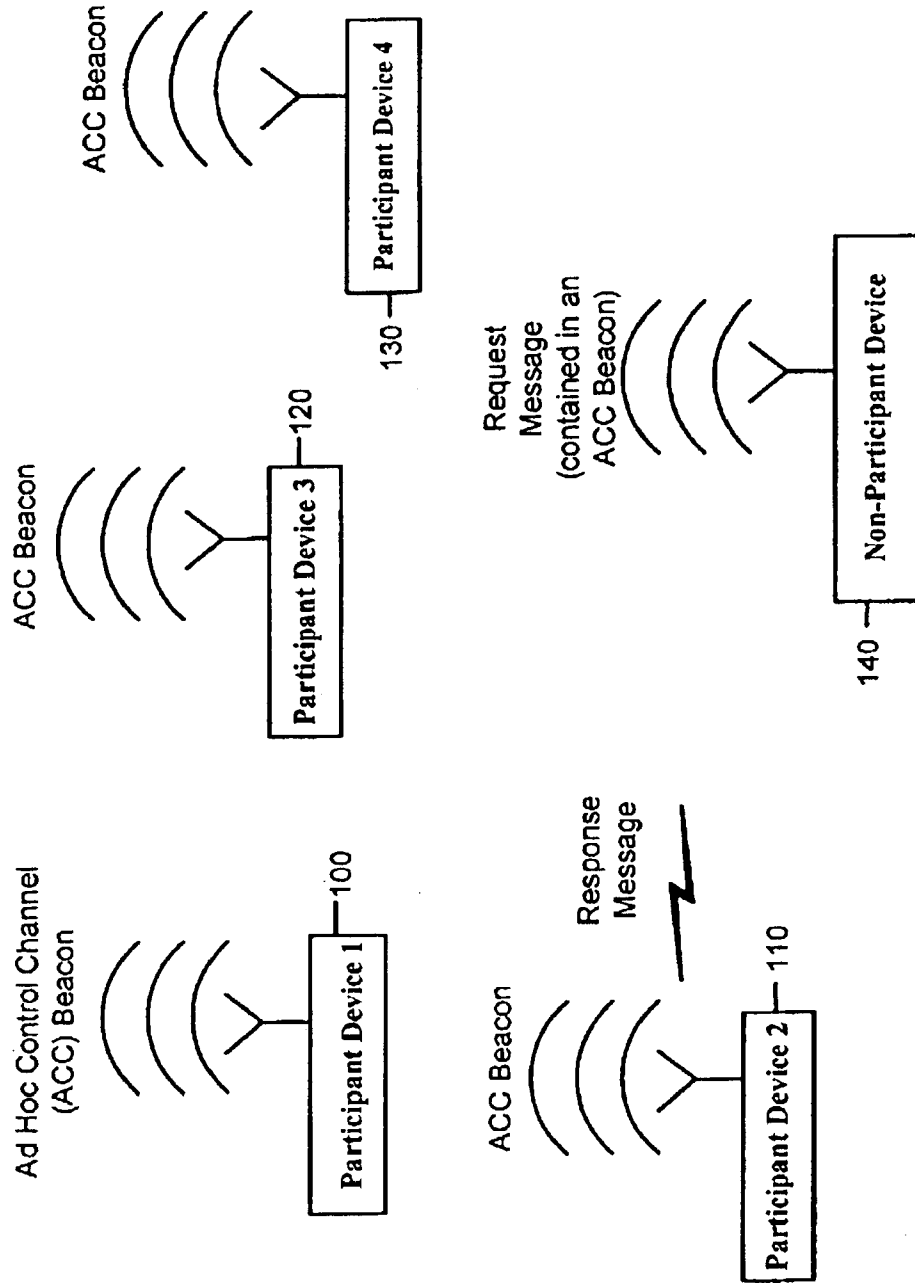 Ad Hoc Control Channel
(ACC) Beacon
100
Participant Device 1
ACC Beacon
120
Participant Device 3
ACC Beacon
130
Participant Device 4
ACC Beacon
Response
Message
110
Participant Device 2
Request
Message
(contained in an
ACC Beacon)
140
Non-Participant Device